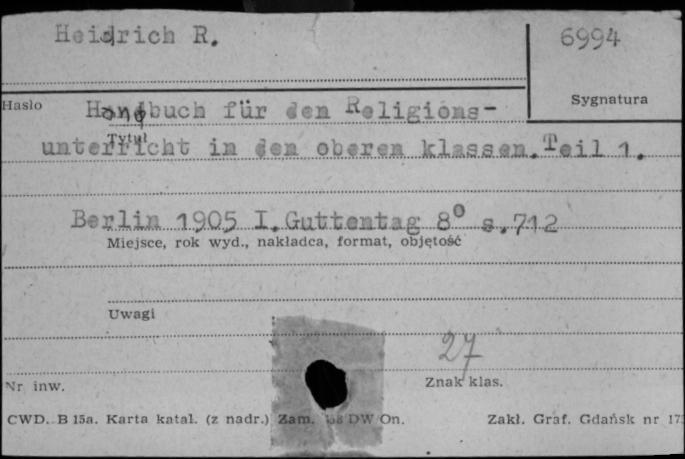 Heidrich R.
6994
Hasło
Sygnatura
Handbuch für den Religions-
Tytuł
unterricht in den oberen klassen. Teil 1.
Berlin 1905 I. Guttentag 8° s. 712
Miejsce, rok wyd., nakładca, format, objętość
Uwagi
27
Nr inw.
Znak klas.
CWD. B 15a. Karta katal. (z nadr.) Zam. DW On.
Zakł. Graf. Gdańsk nr